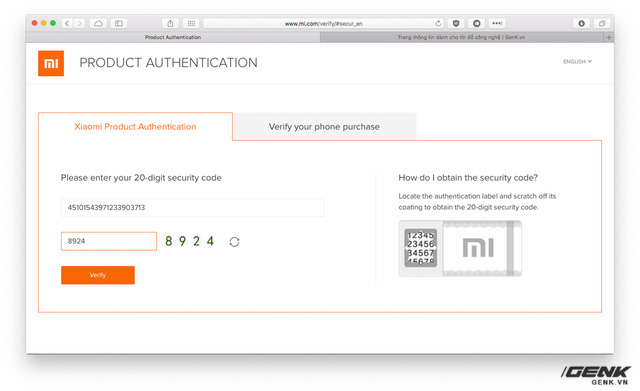 www.mi.com/verify/#secur_en
Product Authentication
Trang thông tin dành cho tín đồ công nghệ | Genk.vn
mi
PRODUCT AUTHENTICATION
ENGLISH
Xiaomi Product Authentication
Verify your phone purchase
Please enter your 20-digit security code
How do I obtain the security code?
45101543971233903713
Locate the authentication label and scratch off its
coating to obtain the 20-digit security code.
8924
8 9 2 4
12345
23456
34567
45678
mi
Verify
GENK
GENK.VN